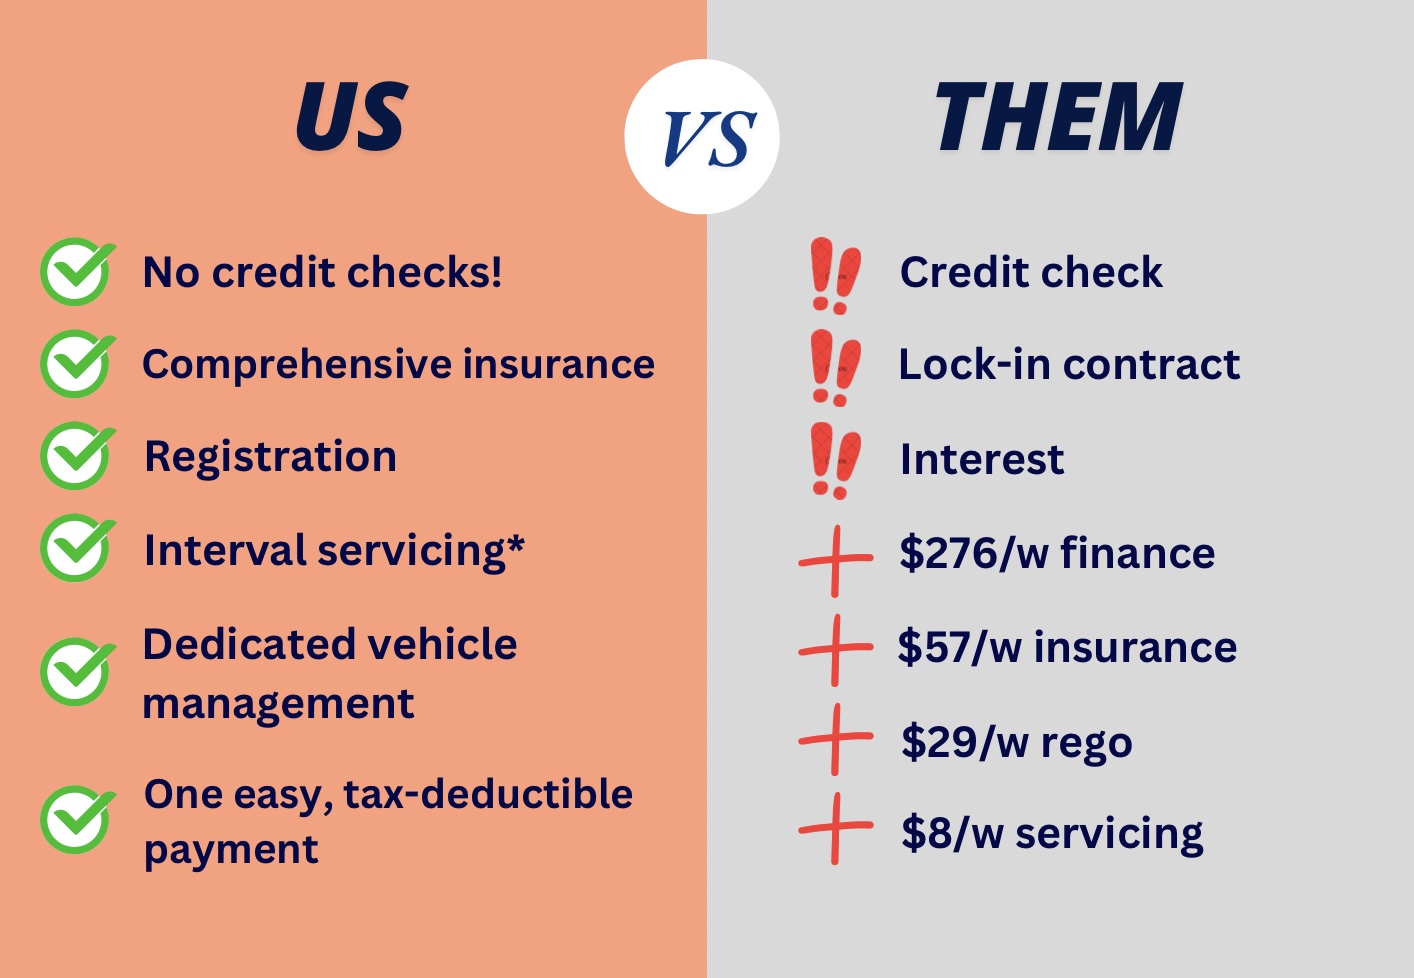 US
VS
THEM
No credit checks!
Comprehensive insurance
Registration
Interval servicing*
Dedicated vehicle
management
One easy, tax-deductible
payment
Credit check
Lock-in contract
Interest
$276/w finance
$57/w insurance
$29/w rego
$8/w servicing